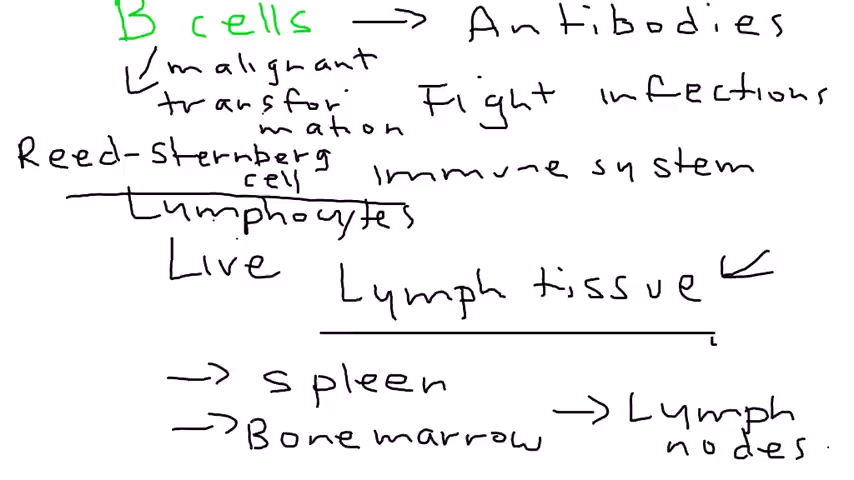 B cells → Antibodies
malignant
transfor
mation
Fight infections
Reed-Sternberg
cell
immune system
Lymphocytes
Live
Lymph tissue
→ Spleen
→ Bone marrow → Lymph
nodes